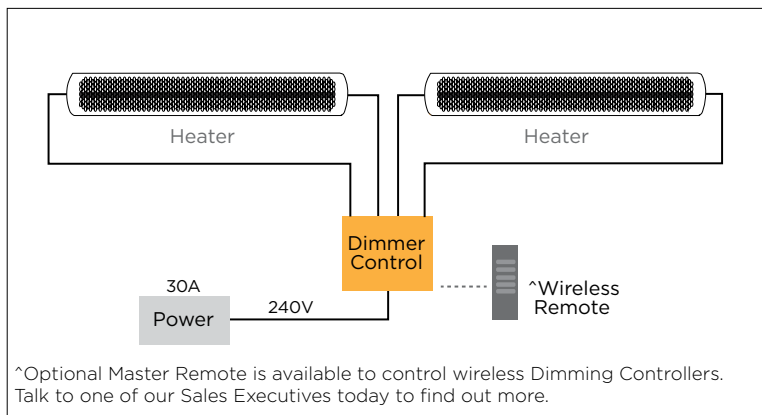 Heater
Heater
Dimmer
Control
30A
Power
240V
^Wireless
Remote
^Optional Master Remote is available to control wireless Dimming Controllers.
Talk to one of our Sales Executives today to find out more.